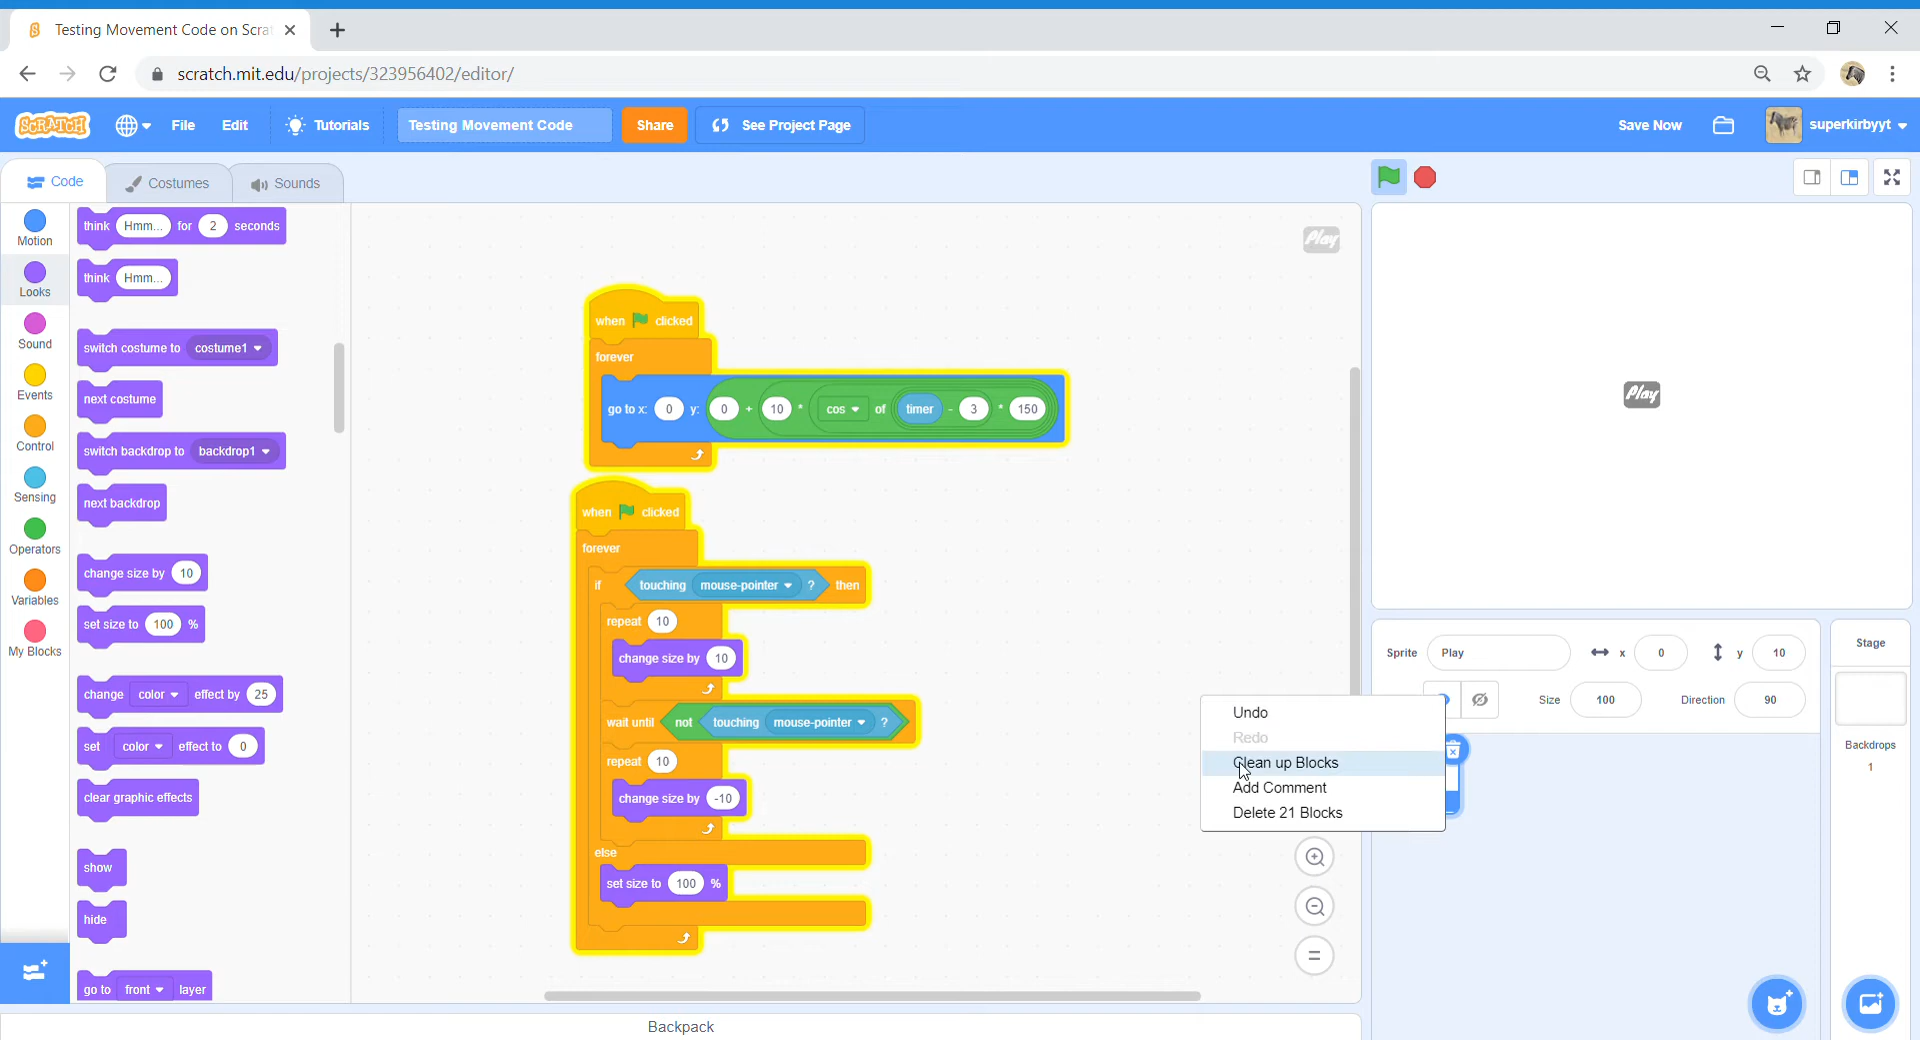 Testing Movement Code on Scra
scratch.mit.edu/projects/323956402/editor/
SCRATCH File Edit Tutorials Testing Movement Code Share See Project Page Save Now superkirbyyt
Code Costumes Sounds
Motion
Looks
Sound
Events
Control
Sensing
Operators
Variables
My Blocks
think Hmm... for 2 seconds
think Hmm...
switch costume to costume1
next costume
switch backdrop to backdrop1
next backdrop
change size by 10
set size to 100 %
change color effect by 25
set color effect to 0
clear graphic effects
show
hide
go to front layer
Play
when clicked
forever
go to x: 0 y: 0 + 10 * cos of timer - 3 * 150
when clicked
forever
if touching mouse-pointer ? then
repeat 10
change size by 10
wait until not touching mouse-pointer ?
repeat 10
change size by -10
else
set size to 100 %
Undo
Redo
Clean up Blocks
Add Comment
Delete 21 Blocks
Backpack
Play
Sprite Play x 0 y 10
Size 100 Direction 90
Stage
Backdrops
1